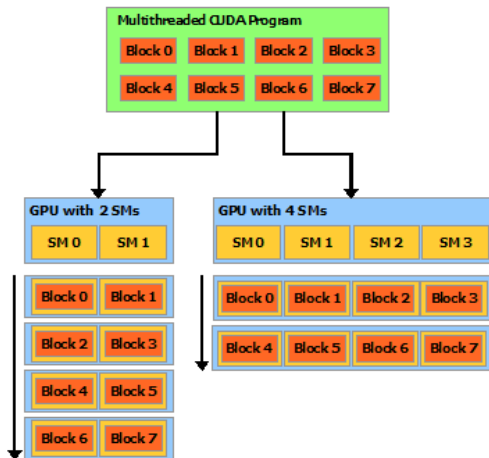 Multithreaded CUDA Program
Block 0 Block 1 Block 2 Block 3
Block 4 Block 5 Block 6 Block 7
GPU with 2 SMs
SM 0 SM 1
Block 0 Block 1
Block 2 Block 3
Block 4 Block 5
Block 6 Block 7
GPU with 4 SMs
SM 0 SM 1 SM 2 SM 3
Block 0 Block 1 Block 2 Block 3
Block 4 Block 5 Block 6 Block 7